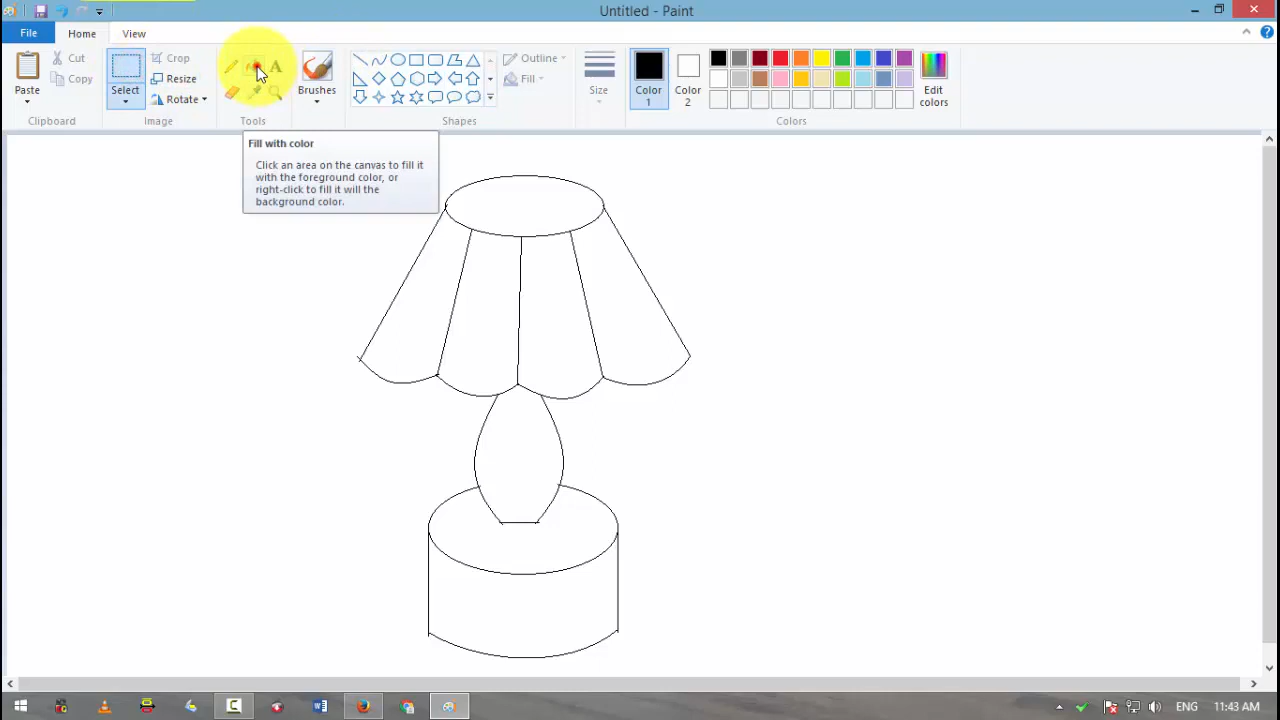 Untitled - Paint
File Home View
Paste
Cut
Copy
Clipboard
Select
Crop
Resize
Rotate
Image
A
Tools
Brushes
Outline
Fill
Shapes
Size
Color 1
Color 2
Edit colors
Colors
Fill with color
Click an area on the canvas to fill it
with the foreground color, or
right-click to fill it will the
background color.
ENG 11:43 AM